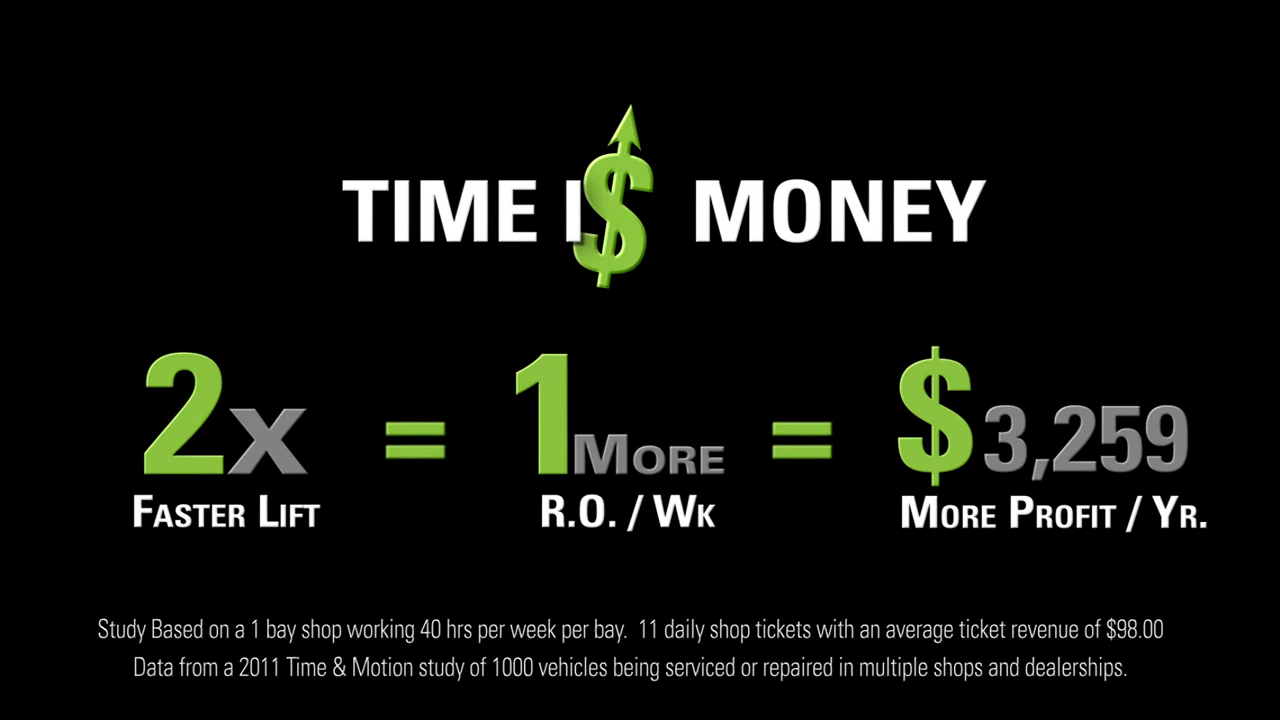 TIME I$ MONEY
2x = 1 MORE = $3,259
FASTER LIFT R.O. / WK MORE PROFIT / YR.
Study Based on a 1 bay shop working 40 hrs per week per bay. 11 daily shop tickets with an average ticket revenue of $98.00
Data from a 2011 Time & Motion study of 1000 vehicles being serviced or repaired in multiple shops and dealerships.